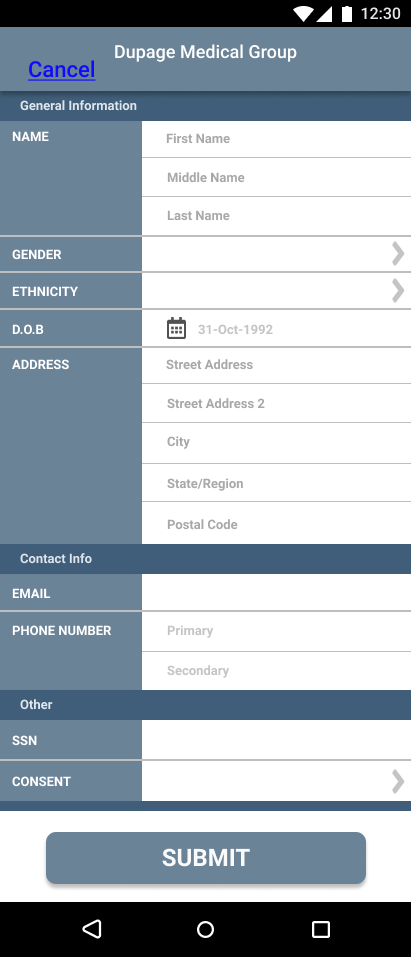 12:30
Dupage Medical Group
Cancel
General Information
NAME
First Name
Middle Name
Last Name
GENDER
ETHNICITY
D.O.B
31-Oct-1992
ADDRESS
Street Address
Street Address 2
City
State/Region
Postal Code
Contact Info
EMAIL
PHONE NUMBER
Primary
Secondary
Other
SSN
CONSENT
SUBMIT